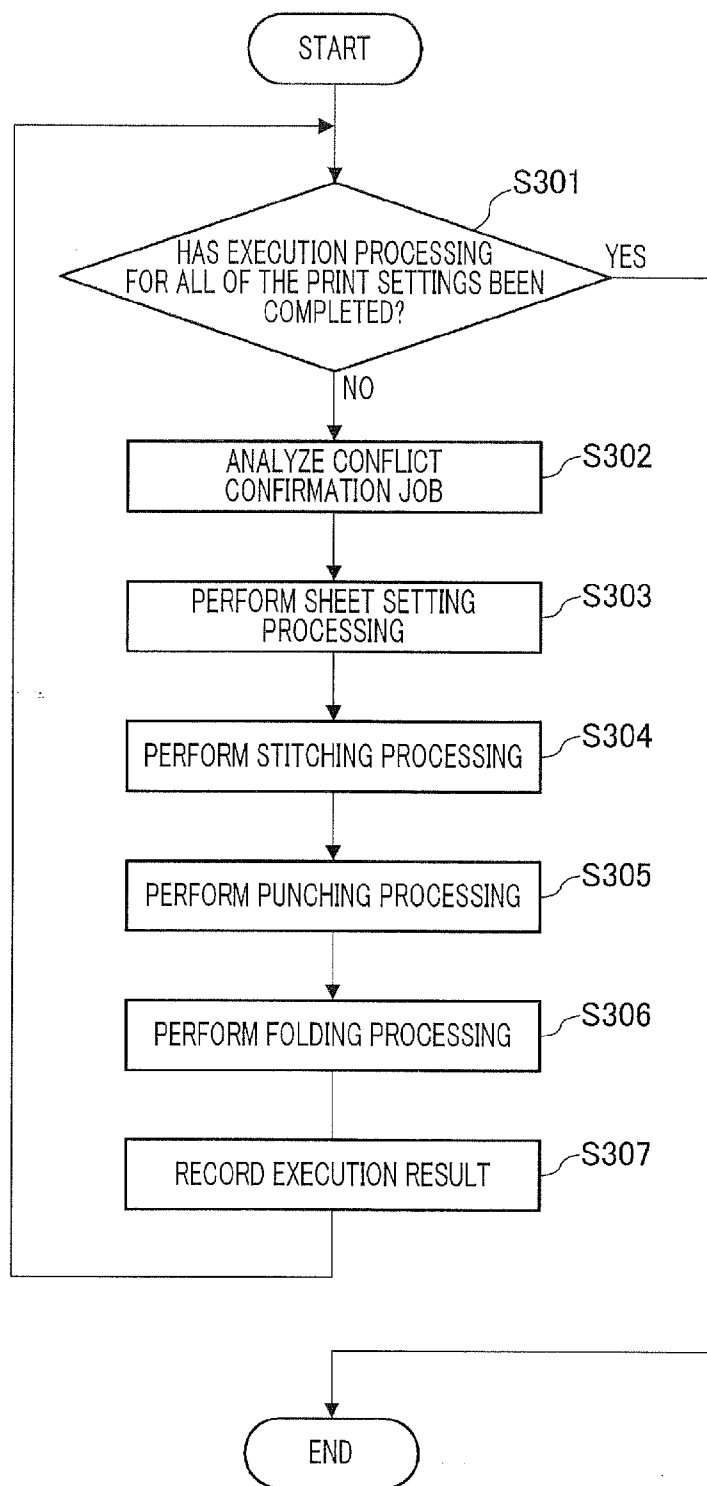 START
S301
HAS EXECUTION PROCESSING
FOR ALL OF THE PRINT SETTINGS BEEN
COMPLETED?
YES
NO
ANALYZE CONFLICT
CONFIRMATION JOB
S302
PERFORM SHEET SETTING
PROCESSING
S303
PERFORM STITCHING PROCESSING
S304
PERFORM PUNCHING PROCESSING
S305
PERFORM FOLDING PROCESSING
S306
RECORD EXECUTION RESULT
S307
END